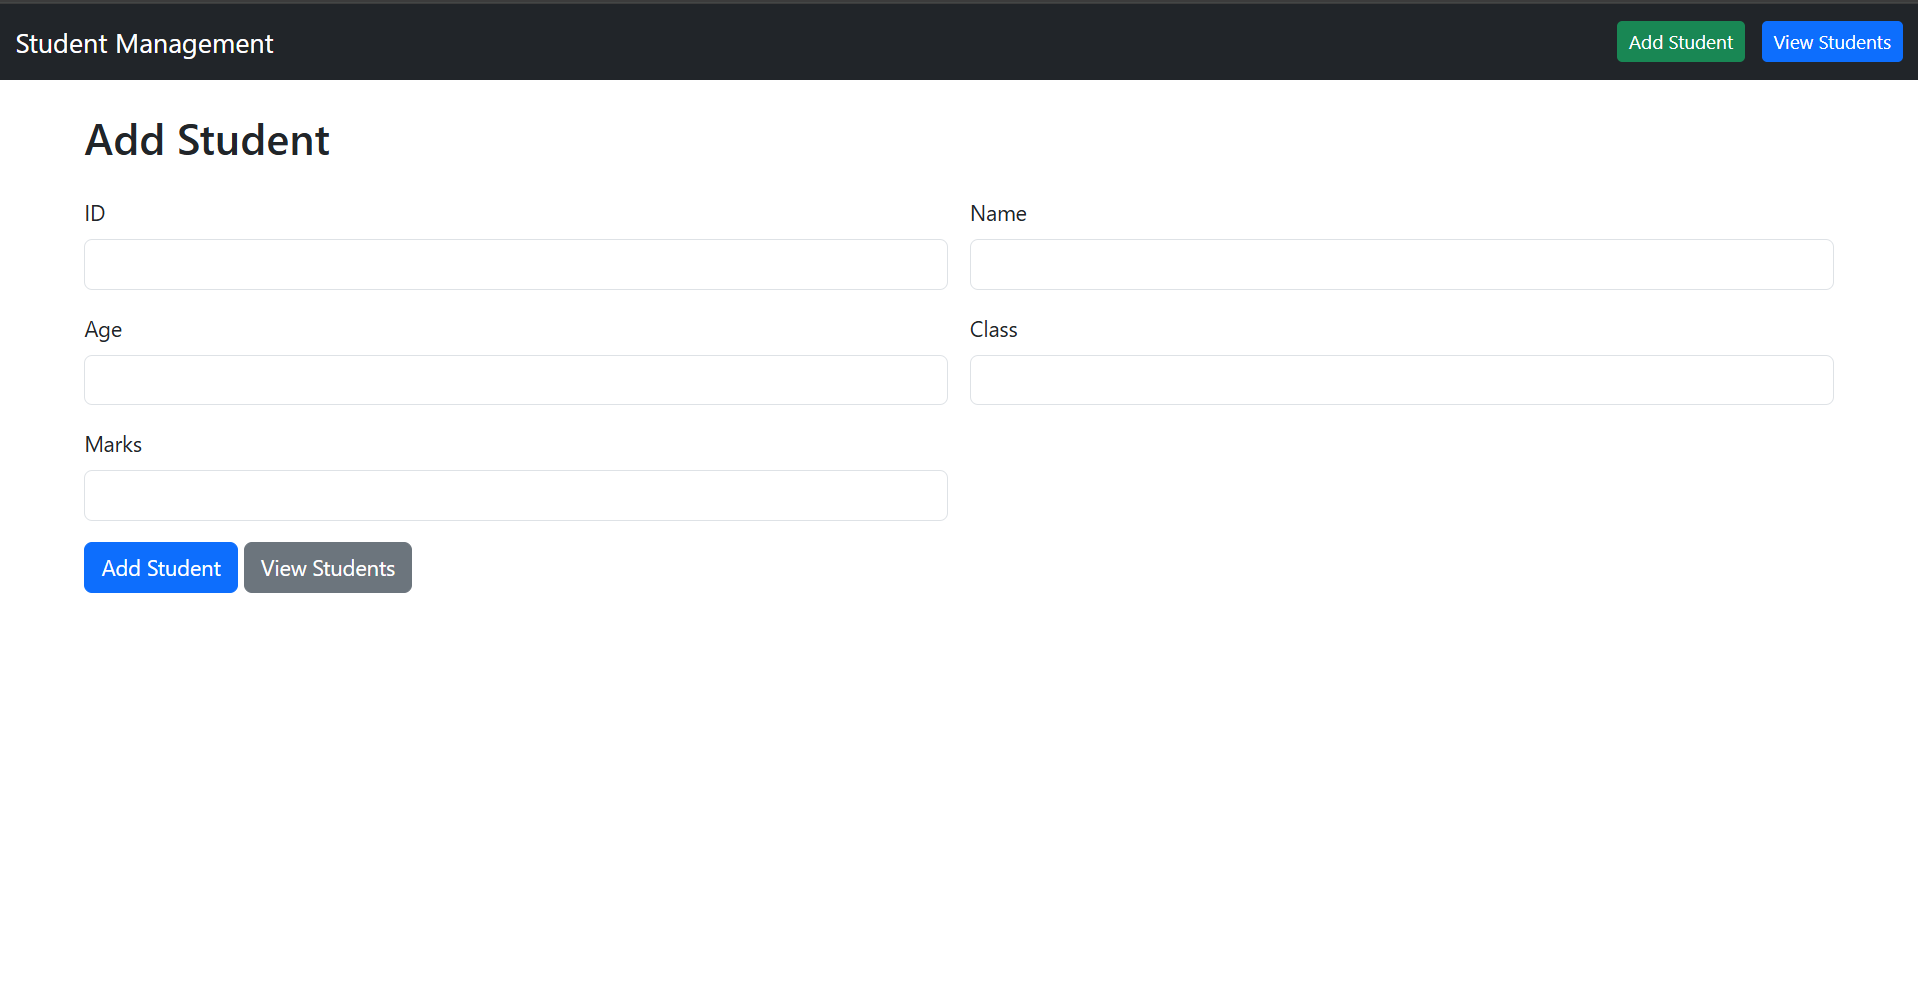 Student Management
Add Student View Students
Add Student
ID
Name
Age
Class
Marks
Add Student View Students